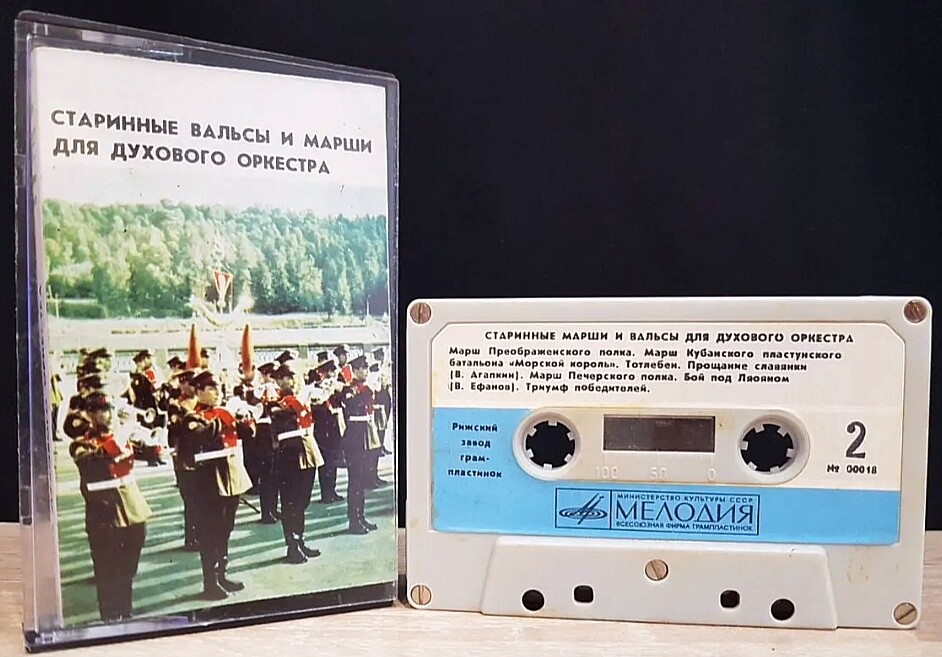 СТАРИННЫЕ ВАЛЬСЫ И МАРШИ
ДЛЯ ДУХОВОГО ОРКЕСТРА
СТАРИННЫЕ МАРШИ И ВАЛЬСЫ ДЛЯ ДУХОВОГО ОРКЕСТРА
Марш Преображенского полка. Марш Кубанского пластунского
батальона «Морской король». Тотлебен. Прощание славянки
(В. Агапкин). Марш Печорского полка. Бой под Ляояном
(В. Ефанов). Триумф победителей.
Рижский
завод
грам-
пластинок
100 50 0
2
№ 00018
МИНИСТЕРСТВО КУЛЬТУРЫ СССР
МЕЛОДИЯ
ВСЕСОЮЗНАЯ ФИРМА ГРАМПЛАСТИНОК